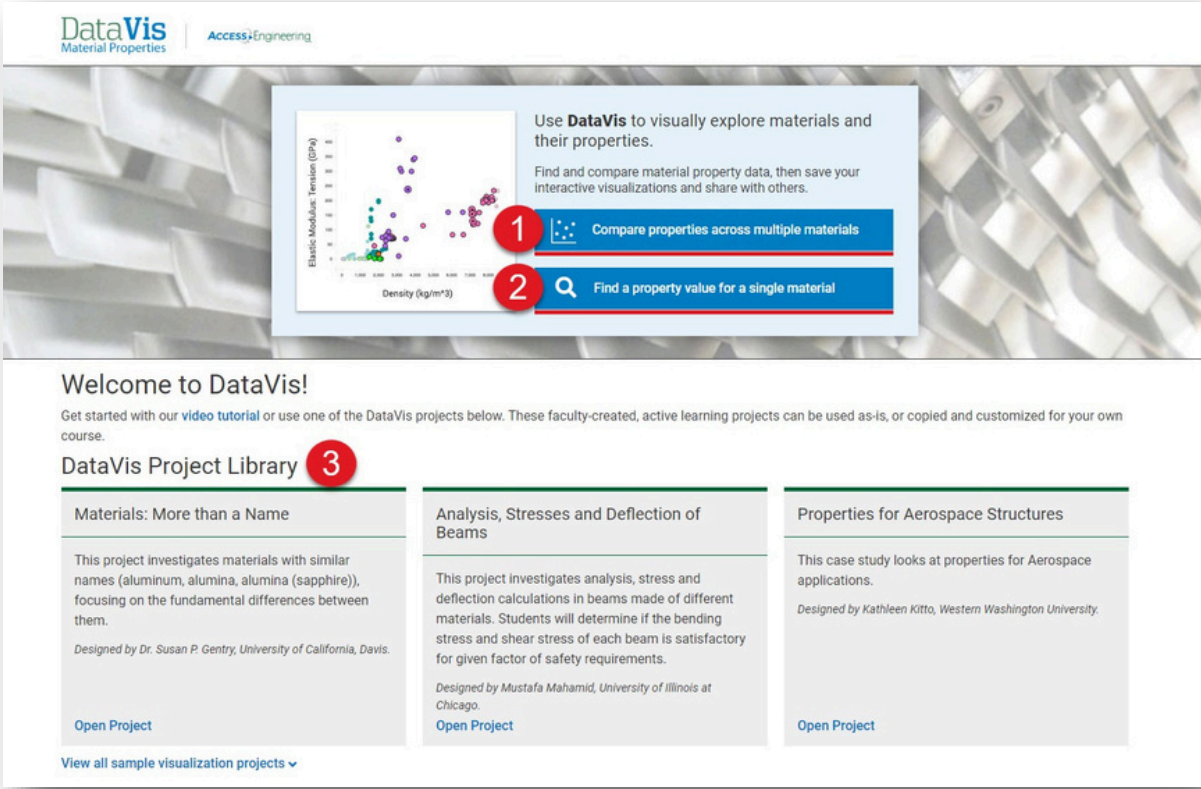 DataVis
Material Properties
ACCESS Engineering
Use DataVis to visually explore materials and
their properties.
Find and compare material property data, then save your
interactive visualizations and share with others.
Elastic Modulus: Tension (GPa)
Density (kg/m^3)
1
Compare properties across multiple materials
2
Find a property value for a single material
Welcome to DataVis!
Get started with our video tutorial or use one of the DataVis projects below. These faculty-created, active learning projects can be used as-is, or copied and customized for your own
course.
DataVis Project Library
3
Materials: More than a Name
This project investigates materials with similar
names (aluminum, alumina, alumina (sapphire)),
focusing on the fundamental differences between
them.
Designed by Dr. Susan P. Gentry, University of California, Davis.
Open Project
Analysis, Stresses and Deflection of
Beams
This project investigates analysis, stress and
deflection calculations in beams made of different
materials. Students will determine if the bending
stress and shear stress of each beam is satisfactory
for given factor of safety requirements.
Designed by Mustafa Mahamid, University of Illinois at
Chicago.
Open Project
Properties for Aerospace Structures
This case study looks at properties for Aerospace
applications.
Designed by Kathleen Kitto, Western Washington University.
Open Project
View all sample visualization projects